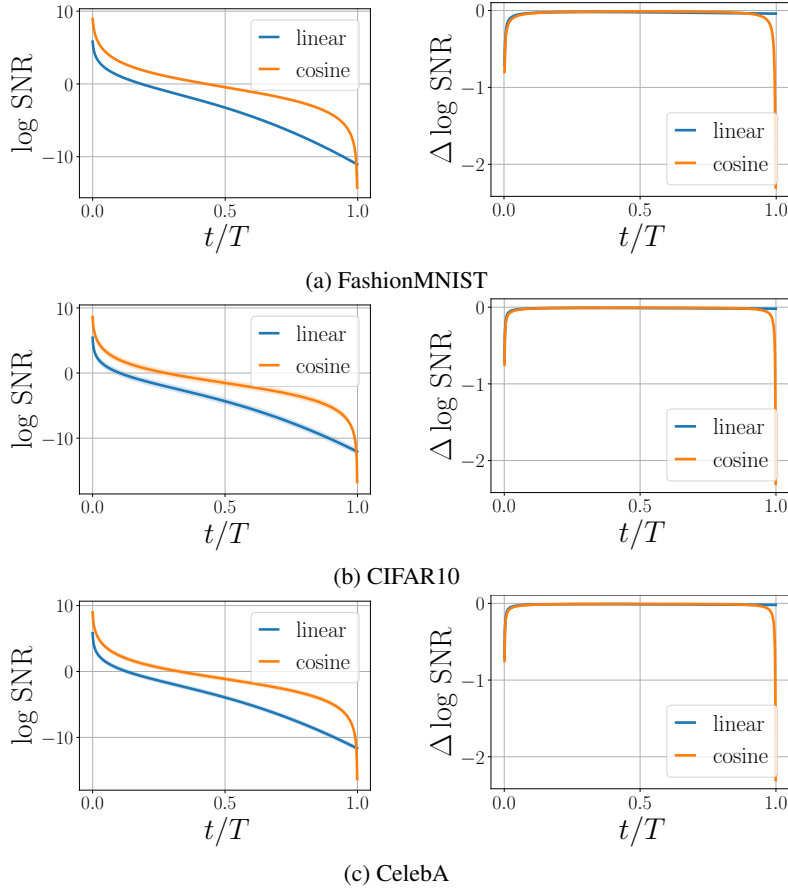 10
0
−10
log SNR
linear
cosine
0.0
0.5
1.0
t/T
0
−1
−2
Δ log SNR
linear
cosine
0.0
0.5
1.0
t/T
(a) FashionMNIST
10
0
−10
log SNR
linear
cosine
0.0
0.5
1.0
t/T
0
−1
−2
Δ log SNR
linear
cosine
0.0
0.5
1.0
t/T
(b) CIFAR10
10
0
−10
log SNR
linear
cosine
0.0
0.5
1.0
t/T
0
−1
−2
Δ log SNR
linear
cosine
0.0
0.5
1.0
t/T
(c) CelebA